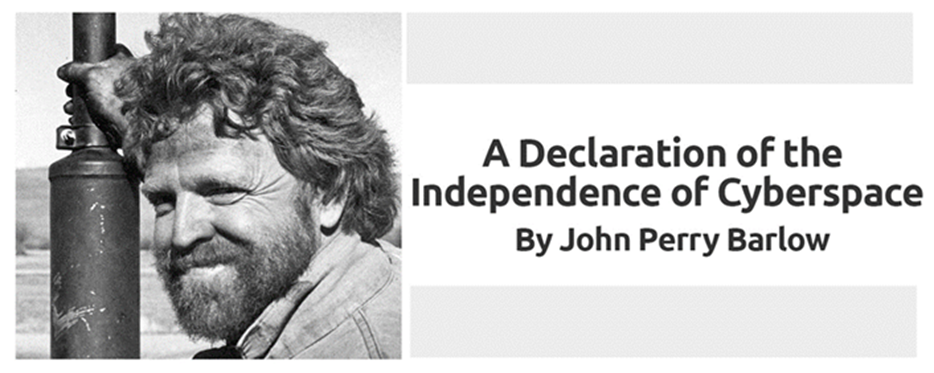 A Declaration of the
Independence of Cyberspace
By John Perry Barlow